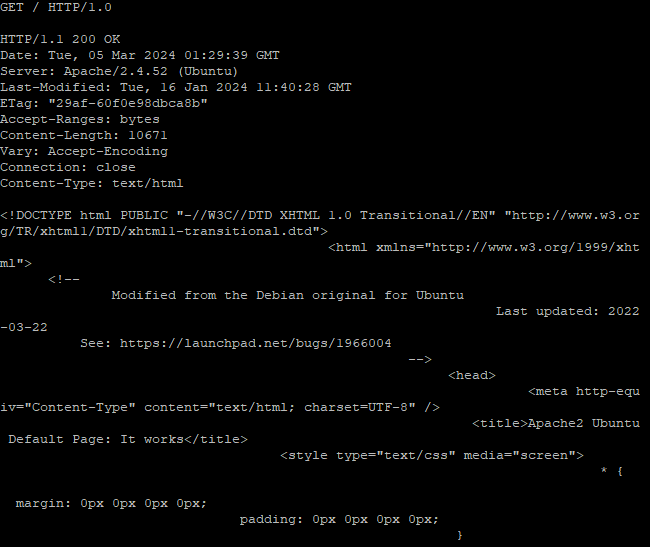 GET / HTTP/1.0
HTTP/1.1 200 OK
Date: Tue, 05 Mar 2024 01:29:39 GMT
Server: Apache/2.4.52 (Ubuntu)
Last-Modified: Tue, 16 Jan 2024 11:40:28 GMT
ETag: "29af-60f0e98dbca8b"
Accept-Ranges: bytes
Content-Length: 10671
Vary: Accept-Encoding
Connection: close
Content-Type: text/html
<!DOCTYPE html PUBLIC "-//W3C//DTD XHTML 1.0 Transitional//EN" "http://www.w3.or
g/TR/xhtml1/DTD/xhtml1-transitional.dtd">
<html xmlns="http://www.w3.org/1999/xht
ml">
<!--
Modified from the Debian original for Ubuntu
Last updated: 2022
-03-22
See: https://launchpad.net/bugs/1966004
-->
<head>
<meta http-equ
iv="Content-Type" content="text/html; charset=UTF-8" />
<title>Apache2 Ubuntu
Default Page: It works</title>
<style type="text/css" media="screen">
* {
margin: 0px 0px 0px 0px;
padding: 0px 0px 0px 0px;
}